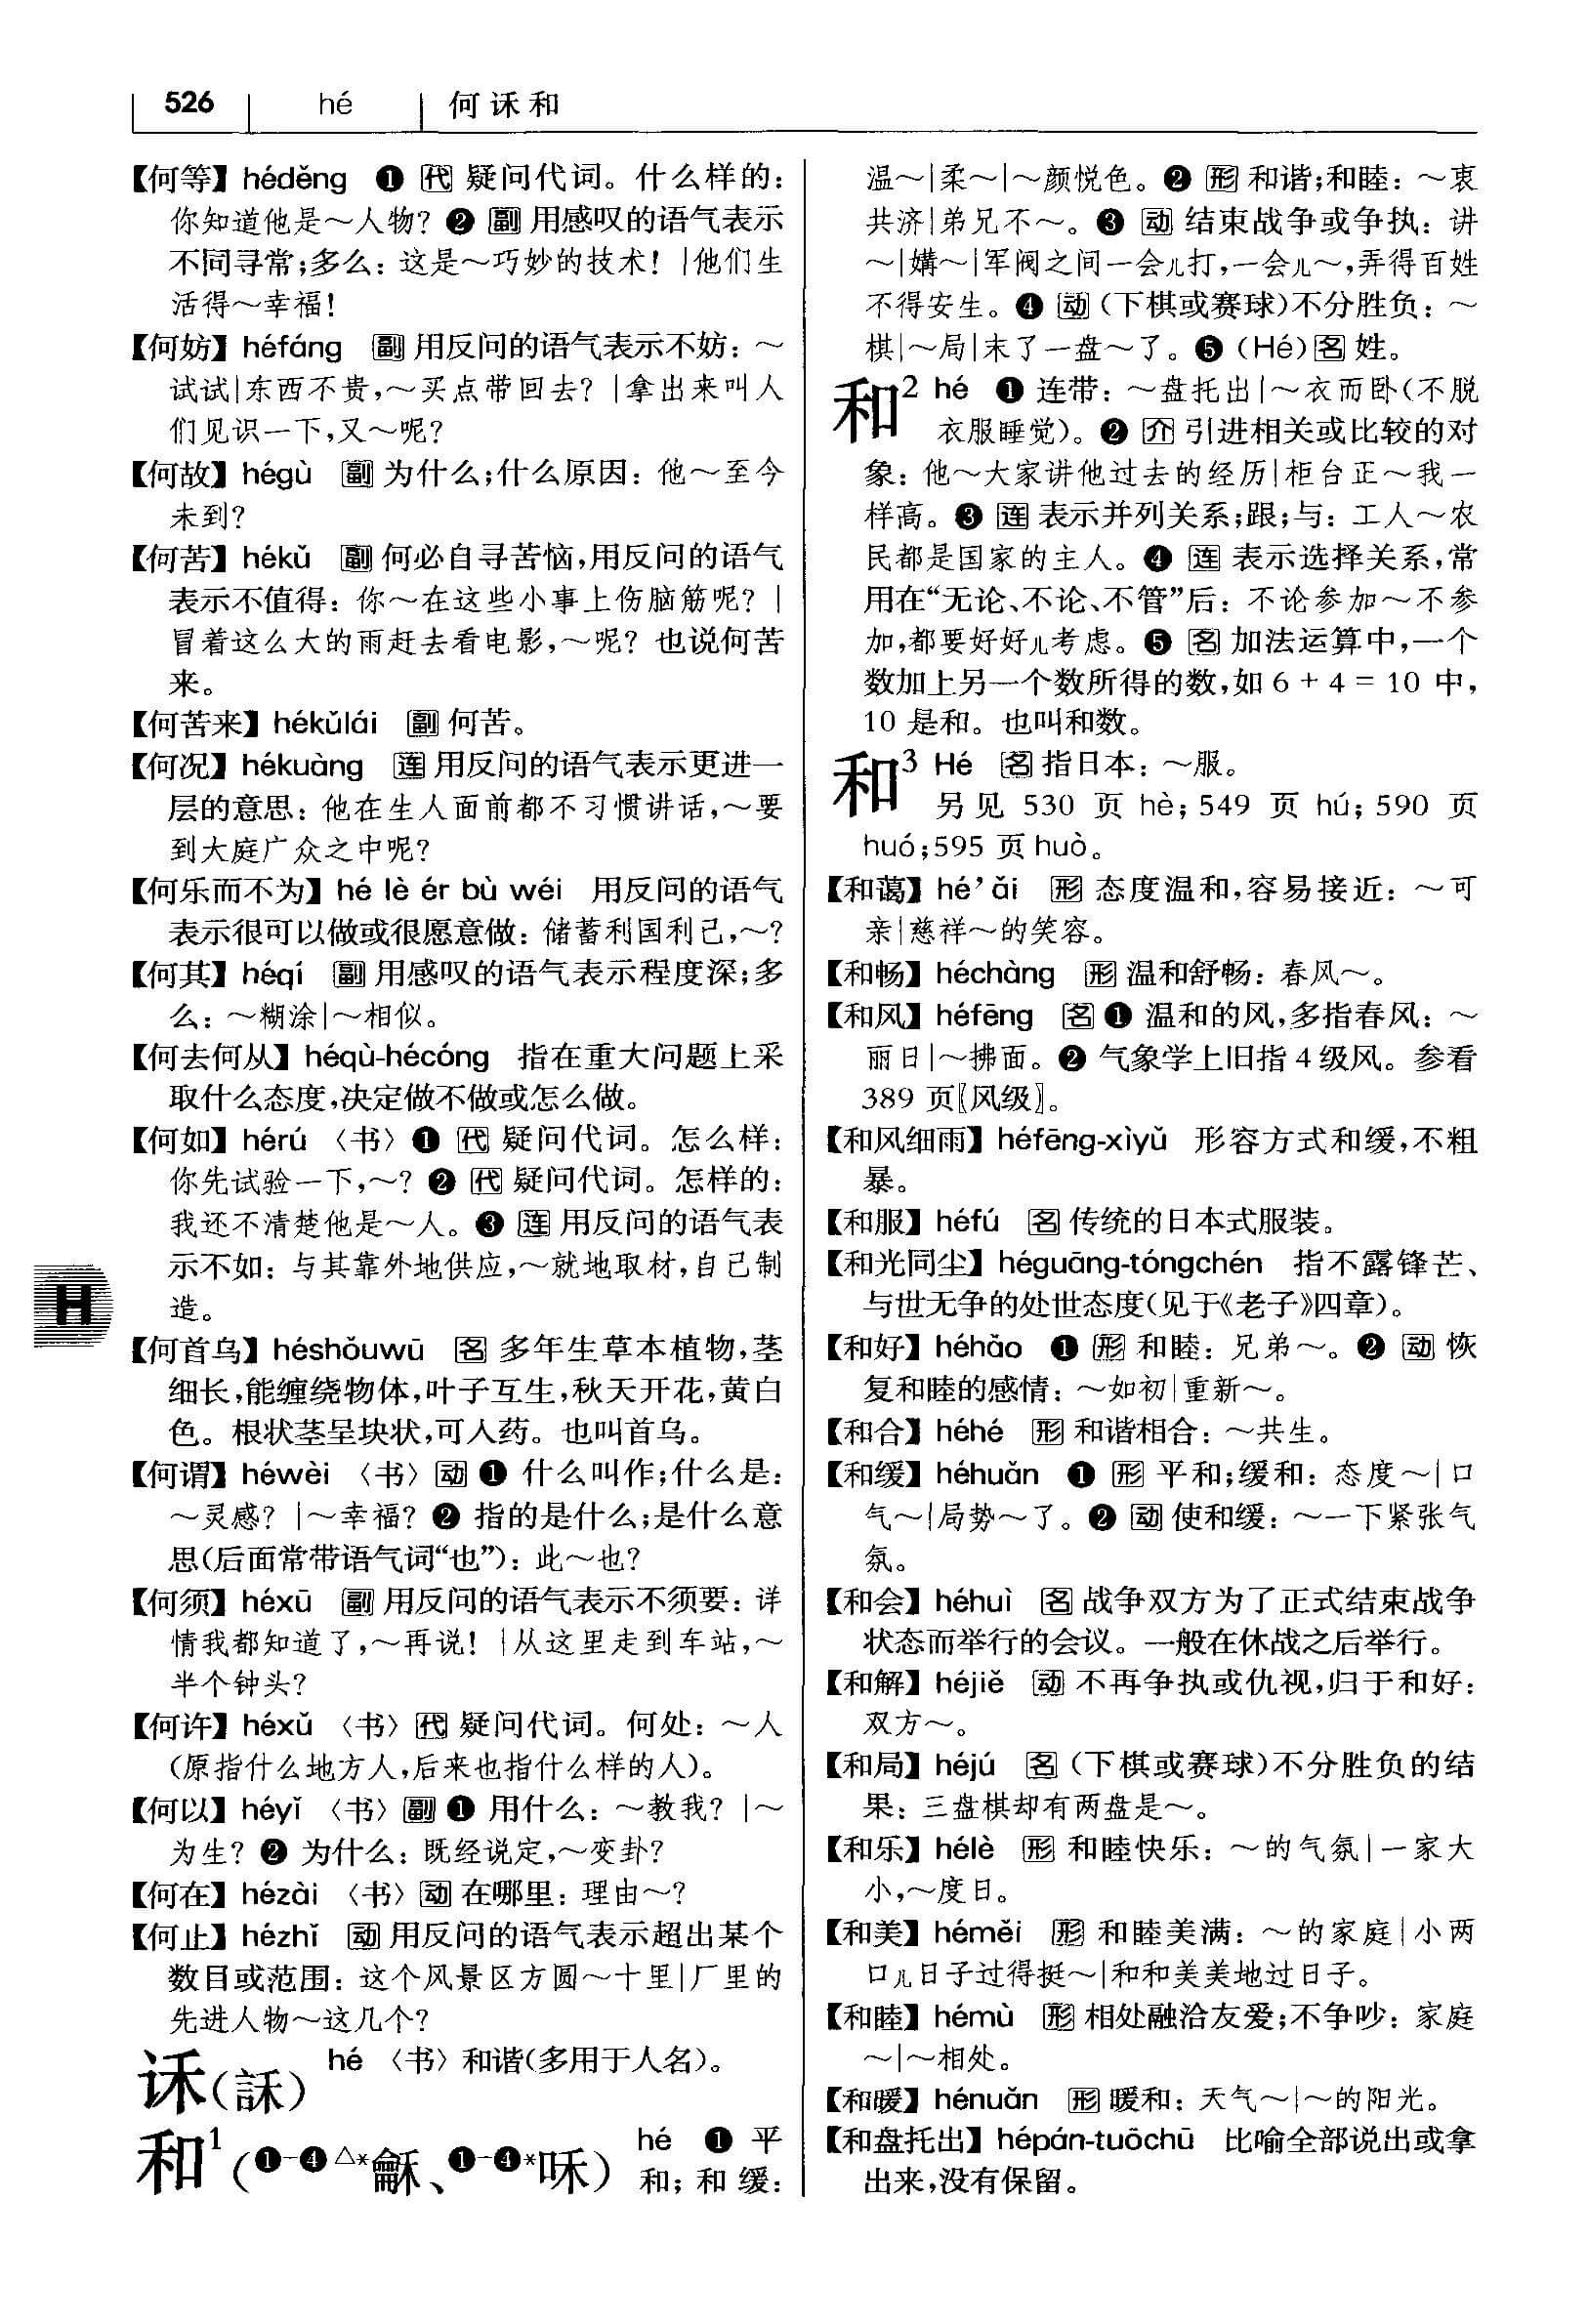 526 hé 何诛和
【何等】héděng ❶ 代 疑问代词。什么样的：
你知道他是～人物？❷ 副 用感叹的语气表示
不同寻常；多么：这是～巧妙的技术！｜他们生
活得～幸福！
【何妨】héfáng 副 用反问的语气表示不妨：～
试试｜东西不贵，～买点带回去？｜拿出来叫人
们见识一下，又～呢？
【何故】hégù 副 为什么；什么原因：他～至今
未到？
【何苦】hékǔ 副 何必自寻苦恼，用反问的语气
表示不值得：你～在这些小事上伤脑筋呢？｜
冒着这么大的雨赶去看电影，～呢？也说何苦
来。
【何苦来】hékǔlái 副 何苦。
【何况】hékuàng 连 用反问的语气表示更进一
层的意思：他在生人面前都不习惯讲话，～要
到大庭广众之中呢？
【何乐而不为】hé lè ér bù wéi 用反问的语气
表示很可以做或很愿意做：储蓄利国利己，～？
【何其】héqí 副 用感叹的语气表示程度深；多
么：～糊涂｜～相似。
【何去何从】héqù-hécóng 指在重大问题上采
取什么态度，决定做不做或怎么做。
【何如】hérú〈书〉❶ 代 疑问代词。怎么样：
你先试验一下，～？❷ 代 疑问代词。怎样的：
我还不清楚他是～人。❸ 连 用反问的语气表
示不如：与其靠外地供应，～就地取材，自己制
造。
【何首乌】héshǒuwū 名 多年生草本植物，茎
细长，能缠绕物体，叶子互生，秋天开花，黄白
色。根状茎呈块状，可入药。也叫首乌。
【何谓】héwèi〈书〉动 ❶ 什么叫作；什么是：
～灵感？｜～幸福？❷ 指的是什么；是什么意
思（后面常带语气词“也”）：此～也？
【何须】héxū 副 用反问的语气表示不须要：详
情我都知道了，～再说！｜从这里走到车站，～
半个钟头？
【何许】héxǔ〈书〉代 疑问代词。何处：～人
（原指什么地方人，后来也指什么样的人）。
【何以】héyǐ〈书〉副 ❶ 用什么：～教我？｜～
为生？❷ 为什么：既经说定，～变卦？
【何在】hézài〈书〉动 在哪里：理由～？
【何止】hézhǐ 动 用反问的语气表示超出某个
数目或范围：这个风景区方圆～十里｜厂里的
先进人物～这几个？
诛(訸) hé〈书〉和谐（多用于人名）。
和¹(❶-❹△*龢、❶-❹*咊) hé ❶ 平
和；和缓：
温～｜柔～｜～颜悦色。❷ 形 和谐；和睦：～衷
共济｜弟兄不～。❸ 动 结束战争或争执：讲
～｜媾～｜军阀之间一会儿打，一会儿～，弄得百姓
不得安生。❹ 动（下棋或赛球）不分胜负：～
棋｜～局｜末了一盘～了。❺（Hé）名 姓。
和² hé ❶ 连带：～盘托出｜～衣而卧（不脱
衣服睡觉）。❷ 介 引进相关或比较的对
象：他～大家讲他过去的经历｜柜台正～我一
样高。❸ 连 表示并列关系；跟；与：工人～农
民都是国家的主人。❹ 连 表示选择关系，常
用在“无论、不论、不管”后：不论参加～不参
加，都要好好儿考虑。❺ 名 加法运算中，一个
数加上另一个数所得的数，如 6 + 4 = 10 中，
10 是和。也叫和数。
和³ Hé 名 指日本：～服。
另见 530 页 hè；549 页 hú；590 页
huó；595 页 huò。
【和蔼】hé’ǎi 形 态度温和，容易接近：～可
亲｜慈祥～的笑容。
【和畅】héchàng 形 温和舒畅：春风～。
【和风】héfēng 名 ❶ 温和的风，多指春风：～
丽日｜～拂面。❷ 气象学上旧指 4 级风。参看
389 页〖风级〗。
【和风细雨】héfēng-xìyǔ 形容方式和缓，不粗
暴。
【和服】héfú 名 传统的日本式服装。
【和光同尘】héguāng-tóngchén 指不露锋芒、
与世无争的处世态度（见于《老子》四章）。
【和好】héhǎo ❶ 形 和睦：兄弟～。❷ 动 恢
复和睦的感情：～如初｜重新～。
【和合】héhé 形 和谐相合：～共生。
【和缓】héhuǎn ❶ 形 平和；缓和：态度～｜口
气～｜局势～了。❷ 动 使和缓：～一下紧张气
氛。
【和会】héhuì 名 战争双方为了正式结束战争
状态而举行的会议。一般在休战之后举行。
【和解】héjiě 动 不再争执或仇视，归于和好：
双方～。
【和局】héjú 名（下棋或赛球）不分胜负的结
果：三盘棋却有两盘是～。
【和乐】hélè 形 和睦快乐：～的气氛｜一家大
小，～度日。
【和美】héměi 形 和睦美满：～的家庭｜小两
口儿日子过得挺～｜和和美美地过日子。
【和睦】hémù 形 相处融洽友爱；不争吵：家庭
～｜～相处。
【和暖】hénuǎn 形 暖和：天气～｜～的阳光。
【和盘托出】hépán-tuōchū 比喻全部说出或拿
出来，没有保留。
H